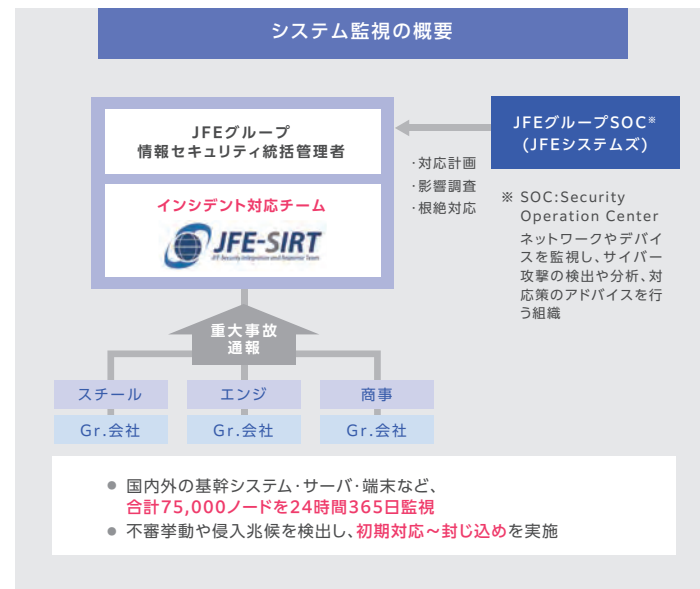 システム監視の概要
JFEグループ
情報セキュリティ統括管理者
インシデント対応チーム
JFE-SIRT
JFE Security Integration and Response Team
JFEグループSOC※
(JFEシステムズ)
・対応計画
・影響調査
・根絶対応
※ SOC:Security
Operation Center
ネットワークやデバイ
スを監視し、サイバー
攻撃の検出や分析、対
応策のアドバイスを行
う組織
重大事故
通報
スチール
エンジ
商事
Gr.会社
Gr.会社
Gr.会社
● 国内外の基幹システム・サーバ・端末など、
合計75,000ノードを24時間365日監視
● 不審挙動や侵入兆候を検出し、初期対応～封じ込めを実施